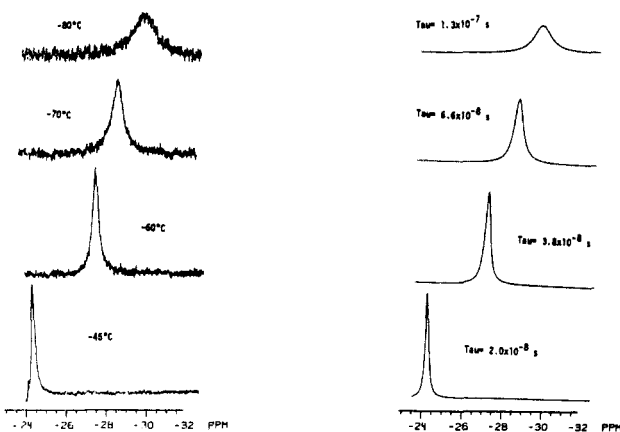 -80°C
-70°C
-60°C
-45°C
-24 -26 -28 -30 -32 PPM
Tau= 1.3x10⁻⁷ s
Tau= 6.6x10⁻⁸ s
Tau= 3.8x10⁻⁸ s
Tau= 2.0x10⁻⁸ s
-24 -26 -28 -30 -32 PPM